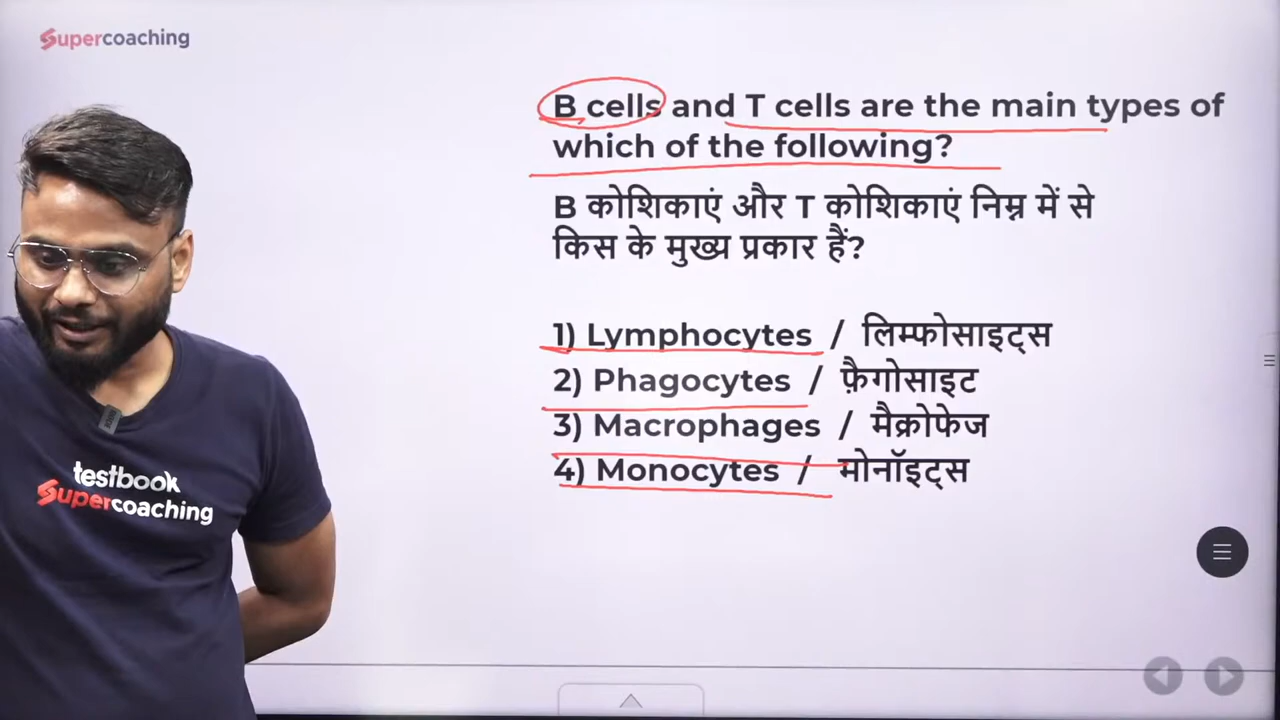 Supercoaching
B cells and T cells are the main types of
which of the following?
B कोशिकाएं और T कोशिकाएं निम्न में से
किस के मुख्य प्रकार हैं?
1) Lymphocytes / लिम्फोसाइट्स
2) Phagocytes / फ़ैगोसाइट
3) Macrophages / मैक्रोफेज
4) Monocytes / मोनॉइट्स
testbook
Supercoaching